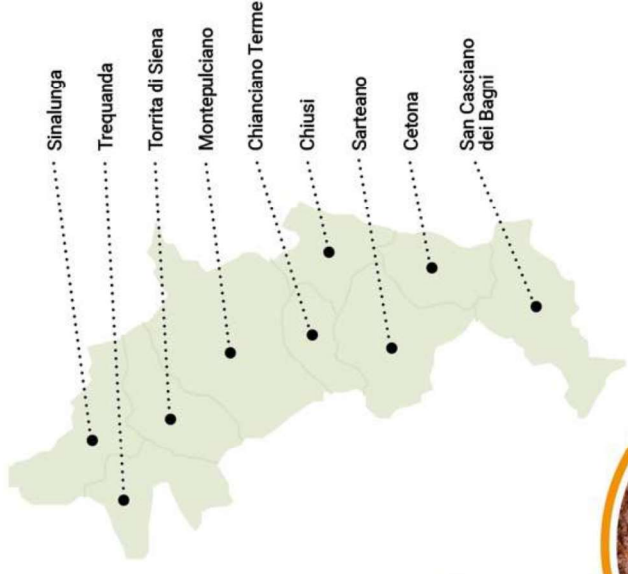 Sinalunga
Trequanda
Torrita di Siena
Montepulciano
Chianciano Terme
Chiusi
Sarteano
Cetona
San Casciano
dei Bagni